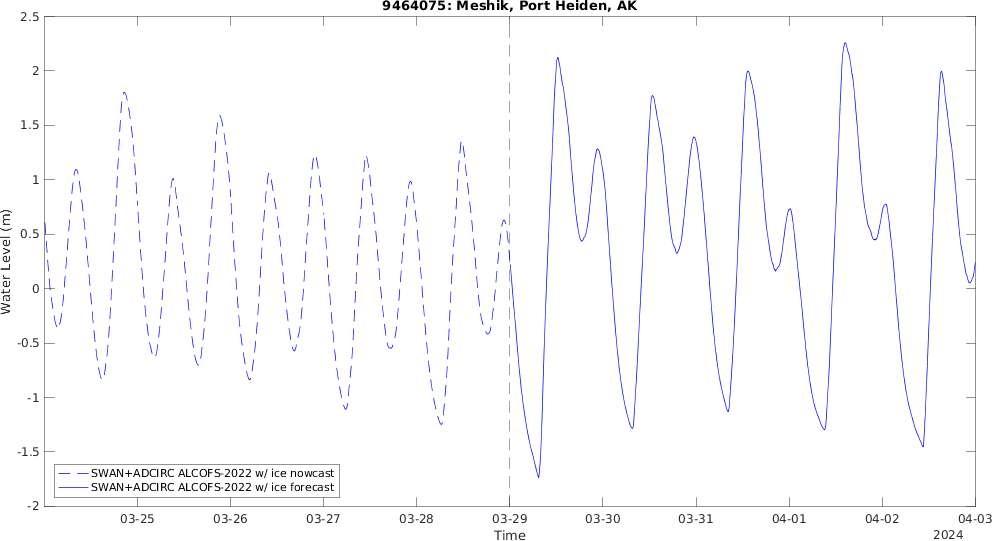 9464075: Meshik, Port Heiden, AK
Water Level (m)
2.5
2
1.5
1
0.5
0
-0.5
-1
-1.5
-2
SWAN+ADCIRC ALCOFS-2022 w/ ice nowcast
SWAN+ADCIRC ALCOFS-2022 w/ ice forecast
03-25 03-26 03-27 03-28 03-29 03-30 03-31 04-01 04-02 04-03
Time
2024